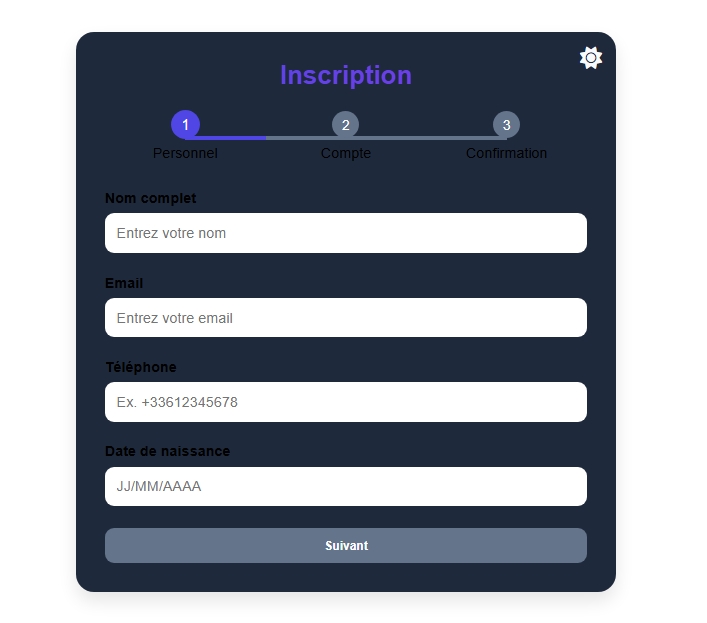 Inscription
1 2 3
Personnel Compte Confirmation
Nom complet
Entrez votre nom
Email
Entrez votre email
Téléphone
Ex. +33612345678
Date de naissance
JJ/MM/AAAA
Suivant